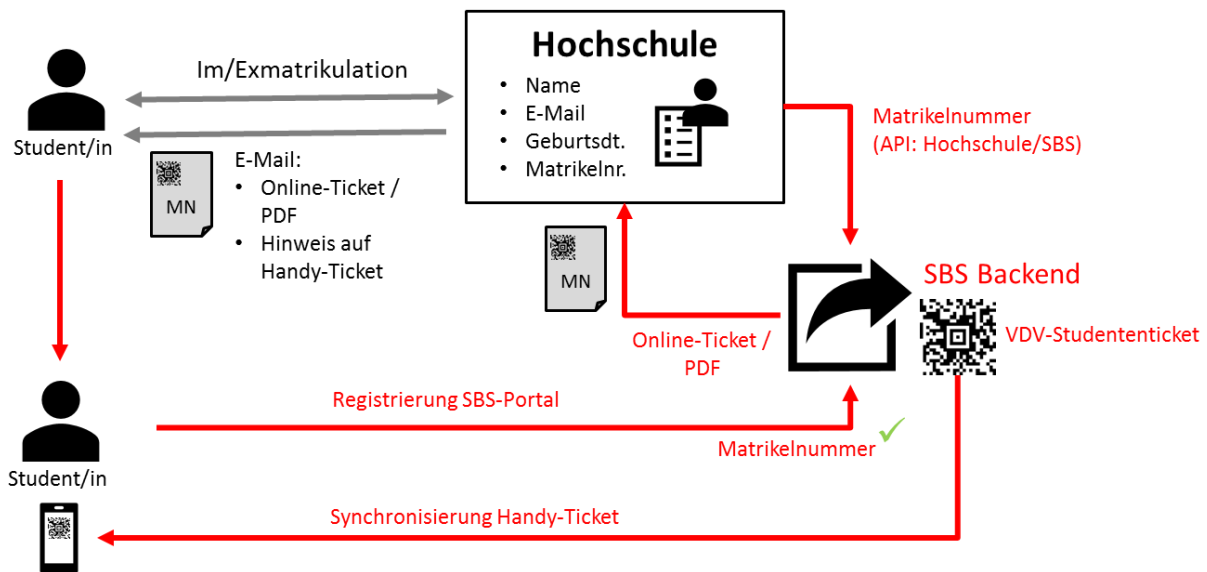 Hochschule
• Name
• E-Mail
• Geburtsdt.
• Matrikelnr.
Im/Exmatrikulation
Student/in
E-Mail:
• Online-Ticket /
PDF
• Hinweis auf
Handy-Ticket
MN
Matrikelnummer
(API: Hochschule/SBS)
MN
SBS Backend
VDV-Studententicket
Online-Ticket /
PDF
Registrierung SBS-Portal
Matrikelnummer
Student/in
Synchronisierung Handy-Ticket